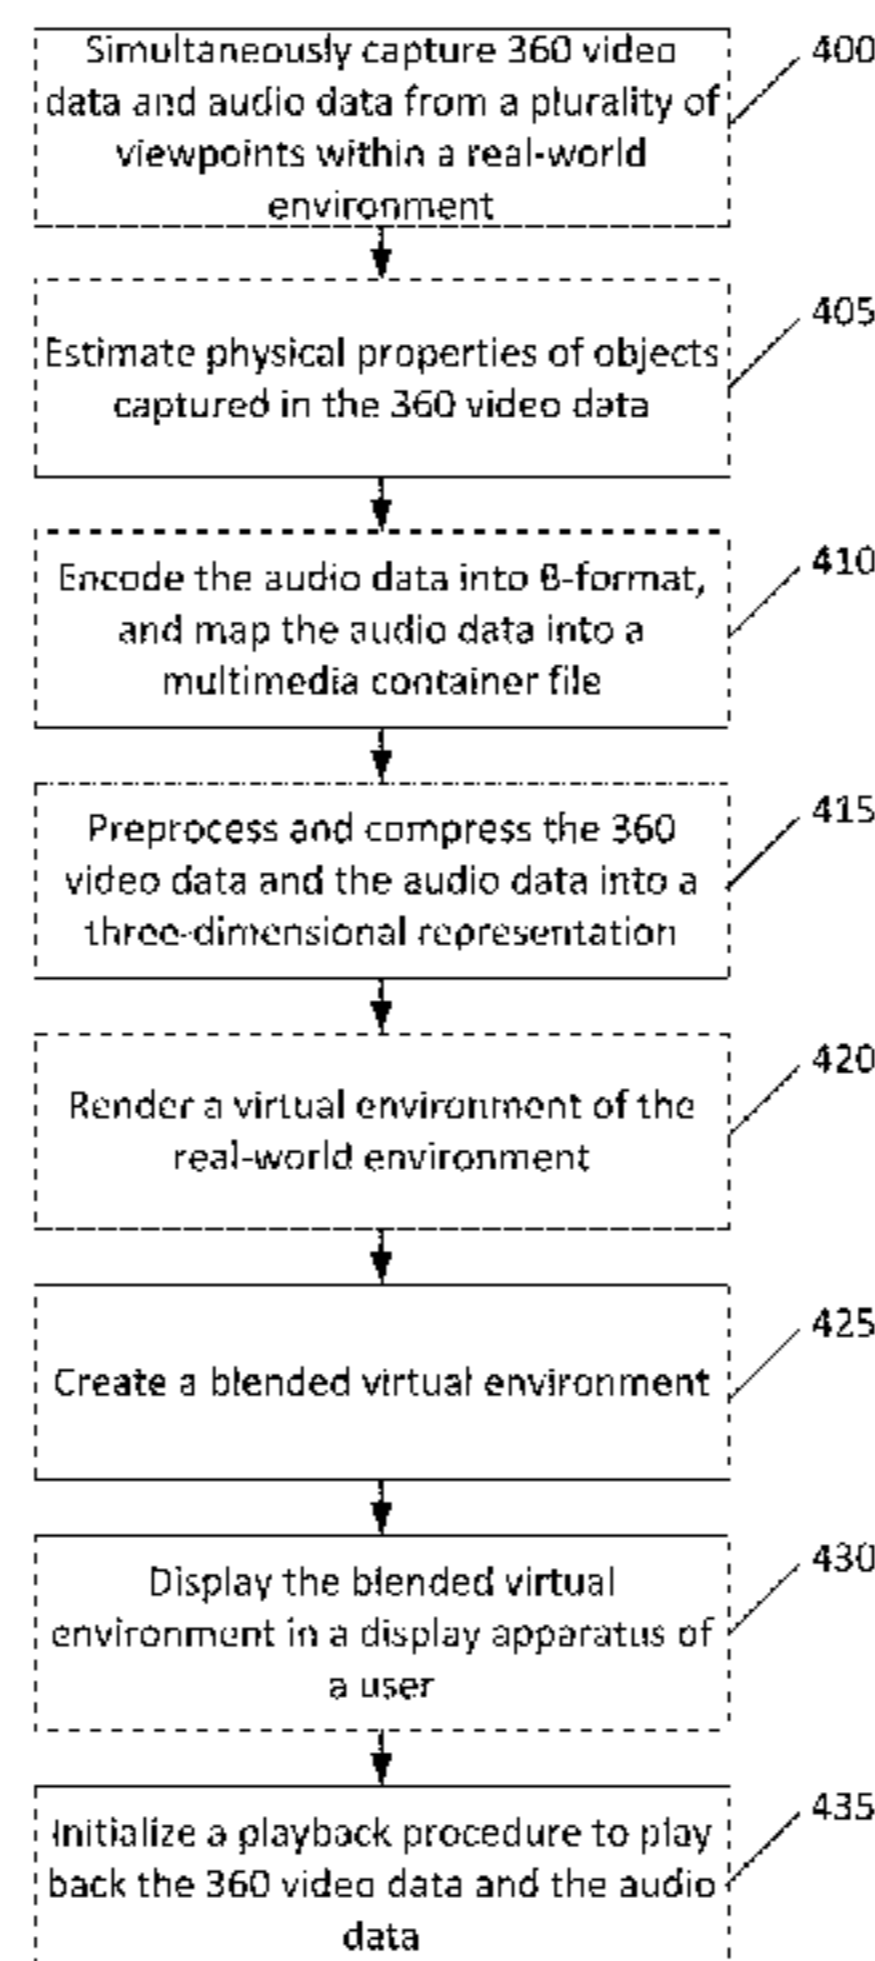 Simultaneously capture 360 video
data and audio data from a plurality of
viewpoints within a real-world
environment
400
Estimate physical properties of objects
captured in the 360 video data
405
Encode the audio data into B-format,
and map the audio data into a
multimedia container file
410
Preprocess and compress the 360
video data and the audio data into a
three-dimensional representation
415
Render a virtual environment of the
real-world environment
420
Create a blended virtual environment
425
Display the blended virtual
environment in a display apparatus of
a user
430
Initialize a playback procedure to play
back the 360 video data and the audio
data
435